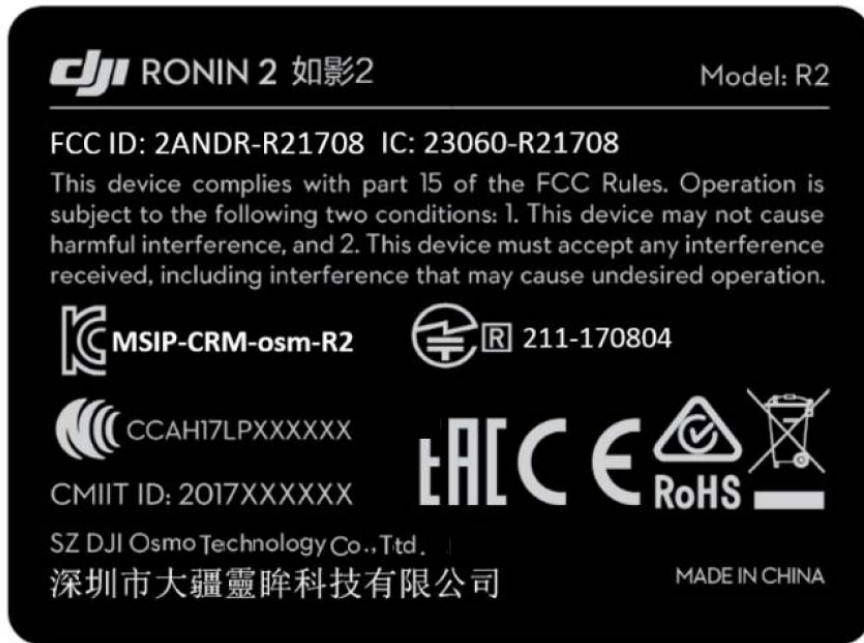 dji RONIN 2 如影2
Model: R2
FCC ID: 2ANDR-R21708 IC: 23060-R21708
This device complies with part 15 of the FCC Rules. Operation is
subject to the following two conditions: 1. This device may not cause
harmful interference, and 2. This device must accept any interference
received, including interference that may cause undesired operation.
MSIP-CRM-osm-R2
R 211-170804
CCAH17LPXXXXXX
EAC CE RoHS
CMIIT ID: 2017XXXXXX
SZ DJI Osmo Technology Co.,Ttd.
深圳市大疆靈眸科技有限公司
MADE IN CHINA